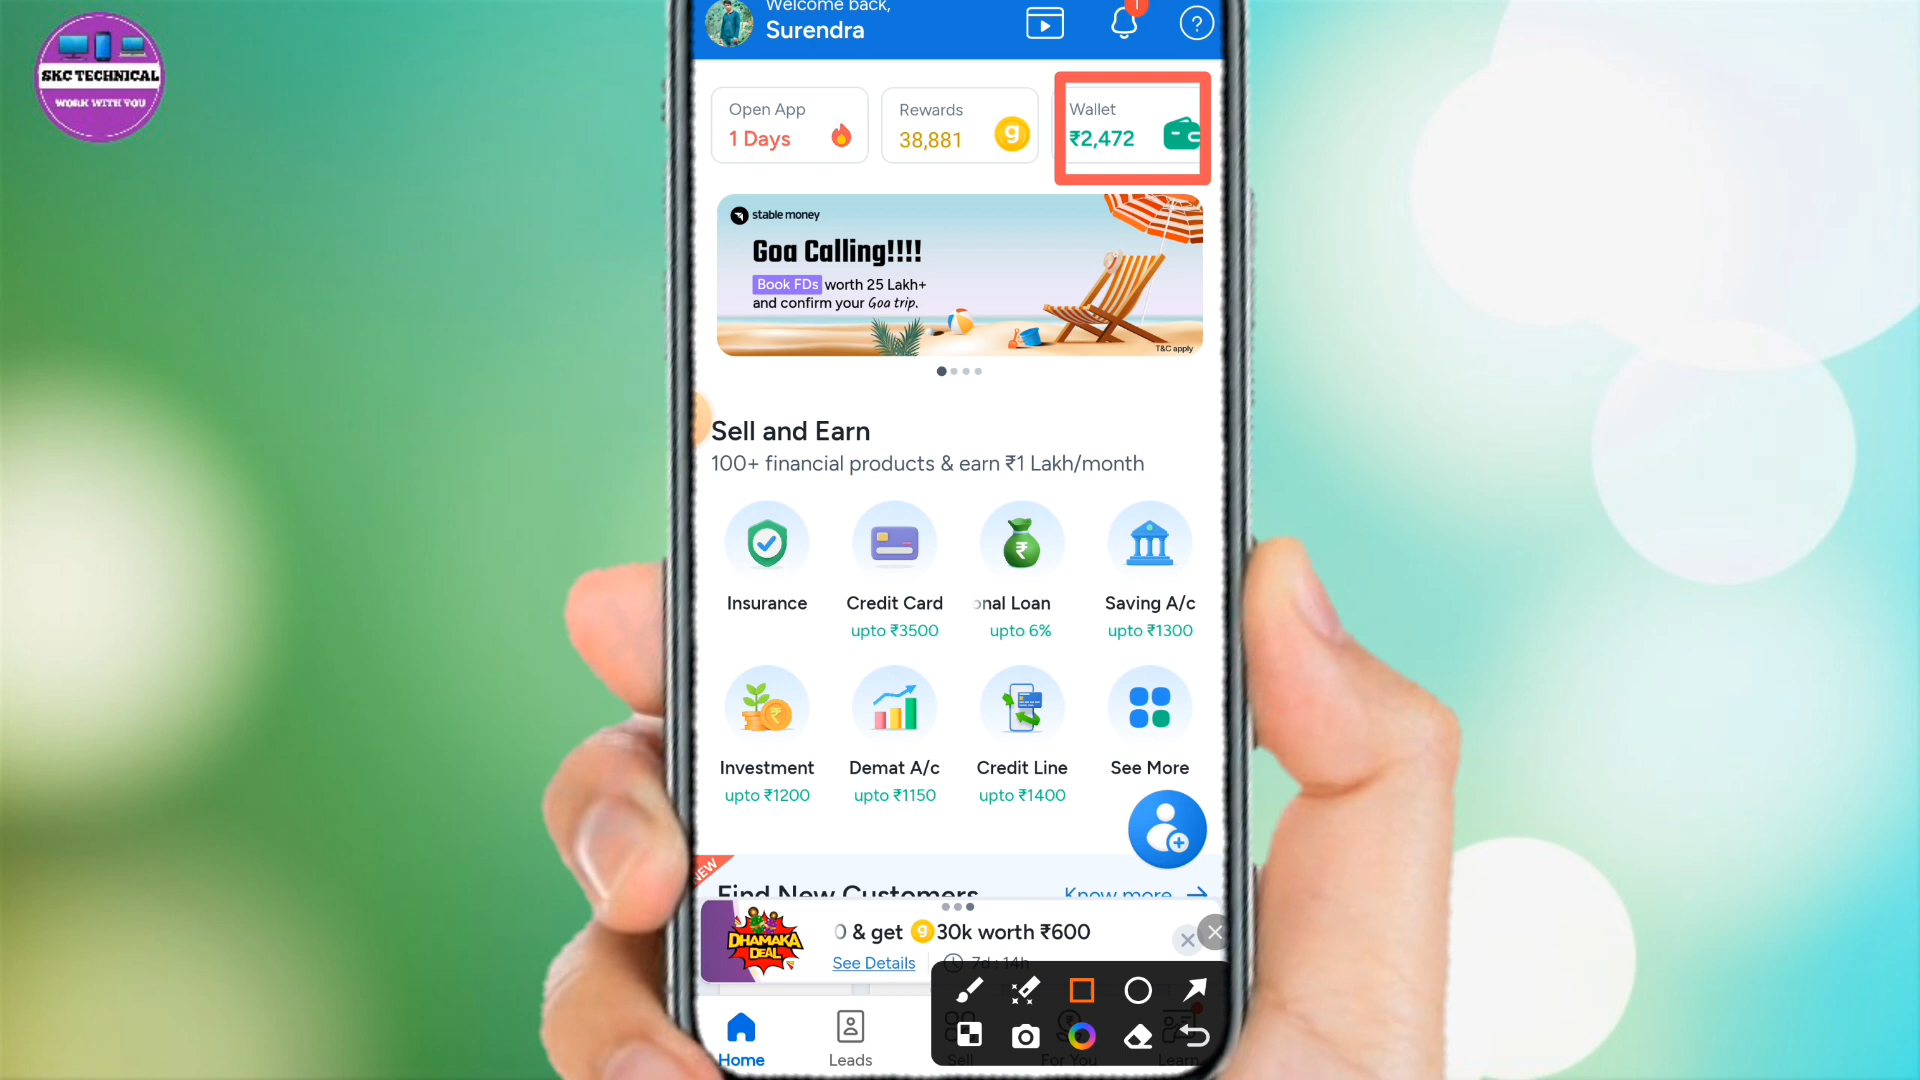 SKC TECHNICAL
WORK WITH YOU
Welcome back,
Surendra
1
Open App
1 Days
Rewards
38,881
Wallet
₹2,472
stable money
Goa Calling!!!!
Book FDs worth 25 Lakh+
and confirm your Goa trip.
T&C apply
Sell and Earn
100+ financial products & earn ₹1 Lakh/month
Insurance
Credit Card
upto ₹3500
onal Loan
upto 6%
Saving A/c
upto ₹1300
Investment
upto ₹1200
Demat A/c
upto ₹1150
Credit Line
upto ₹1400
See More
NEW
Find New Customers
Know more
DHAMAKA
DEAL
0 & get 30k worth ₹600
See Details
7d : 14h
Home
Leads
Sell
For You
Learn